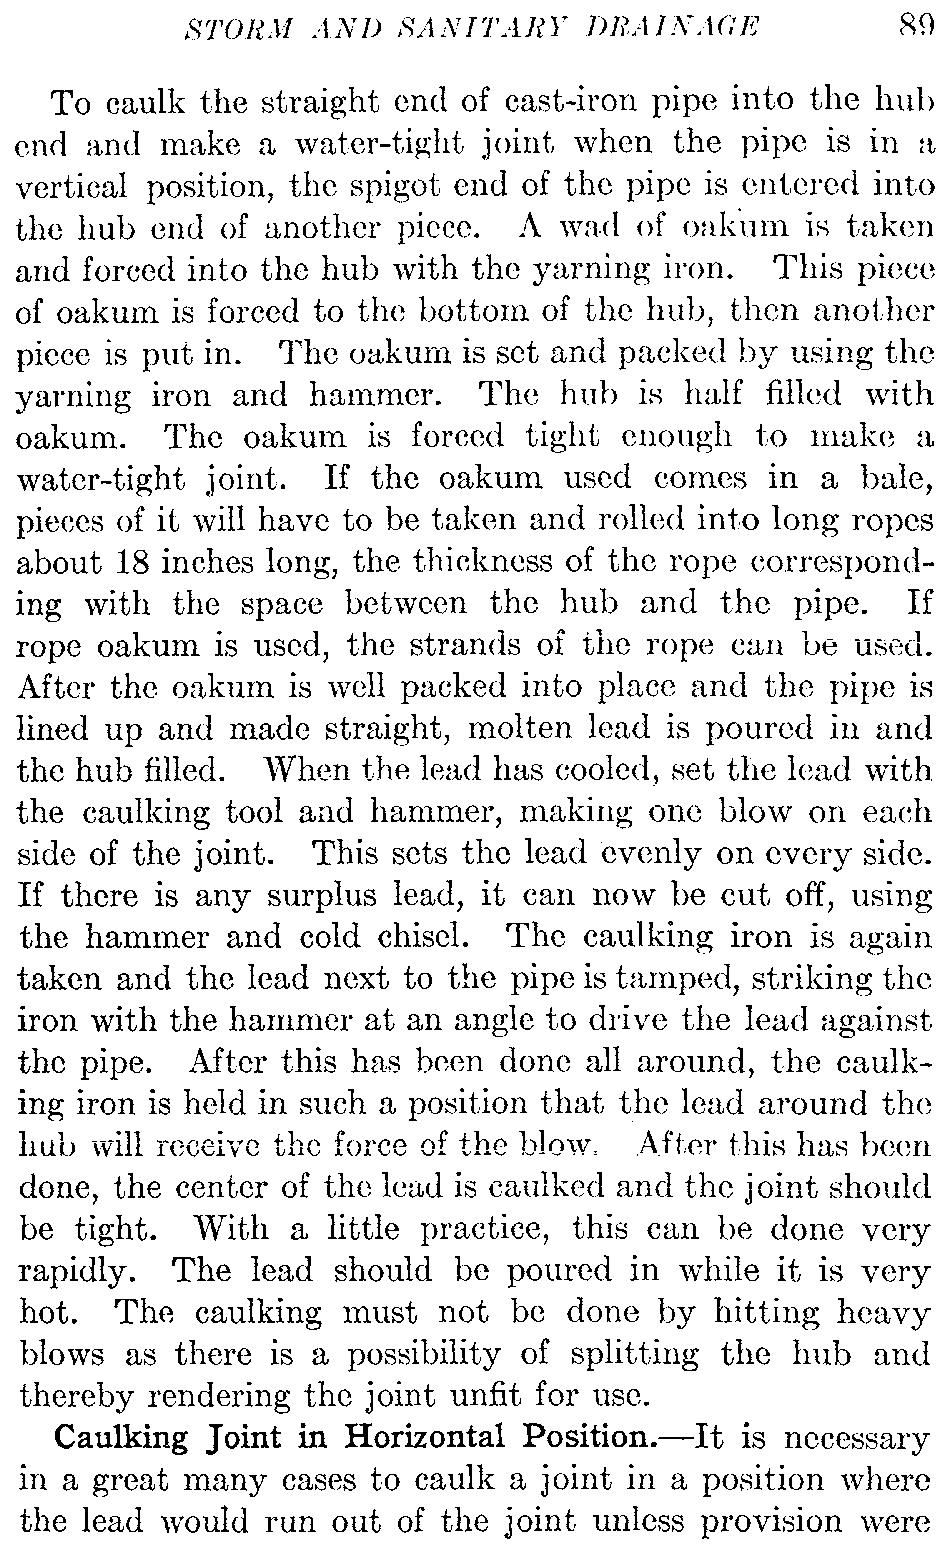 STORM AND SANITARY DRAINAGE 89
To caulk the straight end of cast-iron pipe into the hub
end and make a water-tight joint when the pipe is in a
vertical position, the spigot end of the pipe is entered into
the hub end of another piece. A wad of oakum is taken
and forced into the hub with the yarning iron. This piece
of oakum is forced to the bottom of the hub, then another
piece is put in. The oakum is set and packed by using the
yarning iron and hammer. The hub is half filled with
oakum. The oakum is forced tight enough to make a
water-tight joint. If the oakum used comes in a bale,
pieces of it will have to be taken and rolled into long ropes
about 18 inches long, the thickness of the rope correspond-
ing with the space between the hub and the pipe. If
rope oakum is used, the strands of the rope can be used.
After the oakum is well packed into place and the pipe is
lined up and made straight, molten lead is poured in and
the hub filled. When the lead has cooled, set the lead with
the caulking tool and hammer, making one blow on each
side of the joint. This sets the lead evenly on every side.
If there is any surplus lead, it can now be cut off, using
the hammer and cold chisel. The caulking iron is again
taken and the lead next to the pipe is tamped, striking the
iron with the hammer at an angle to drive the lead against
the pipe. After this has been done all around, the caulk-
ing iron is held in such a position that the lead around the
hub will receive the force of the blow. After this has been
done, the center of the lead is caulked and the joint should
be tight. With a little practice, this can be done very
rapidly. The lead should be poured in while it is very
hot. The caulking must not be done by hitting heavy
blows as there is a possibility of splitting the hub and
thereby rendering the joint unfit for use.
Caulking Joint in Horizontal Position.—It is necessary
in a great many cases to caulk a joint in a position where
the lead would run out of the joint unless provision were